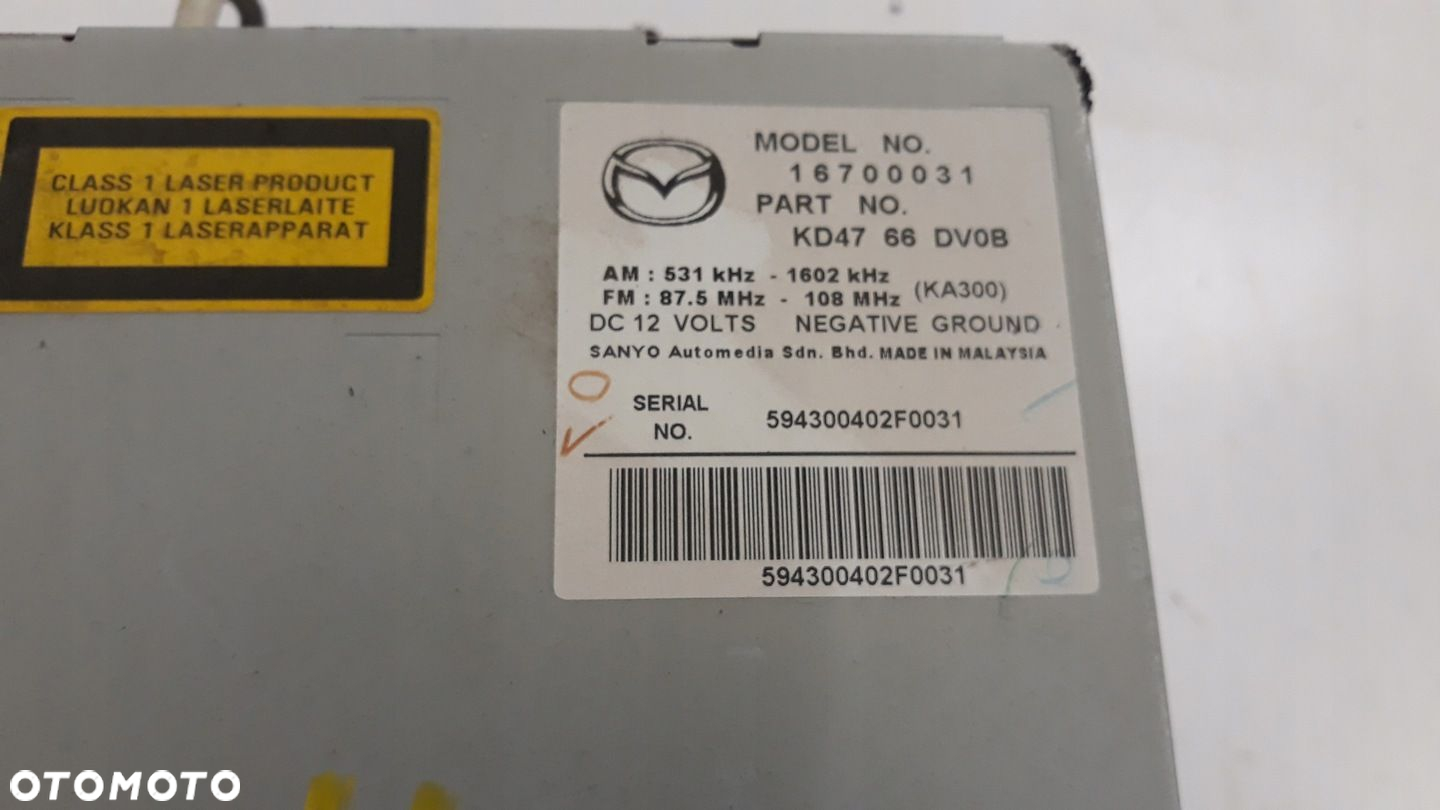 CLASS 1 LASER PRODUCT
LUOKAN 1 LASERLAITE
KLASS 1 LASERAPPARAT
MODEL NO.
16700031
PART NO.
KD47 66 DV0B
AM : 531 kHz - 1602 kHz
FM : 87.5 MHz - 108 MHz (KA300)
DC 12 VOLTS NEGATIVE GROUND
SANYO Automedia Sdn. Bhd. MADE IN MALAYSIA
SERIAL NO. 594300402F0031
594300402F0031
OTOMOTO